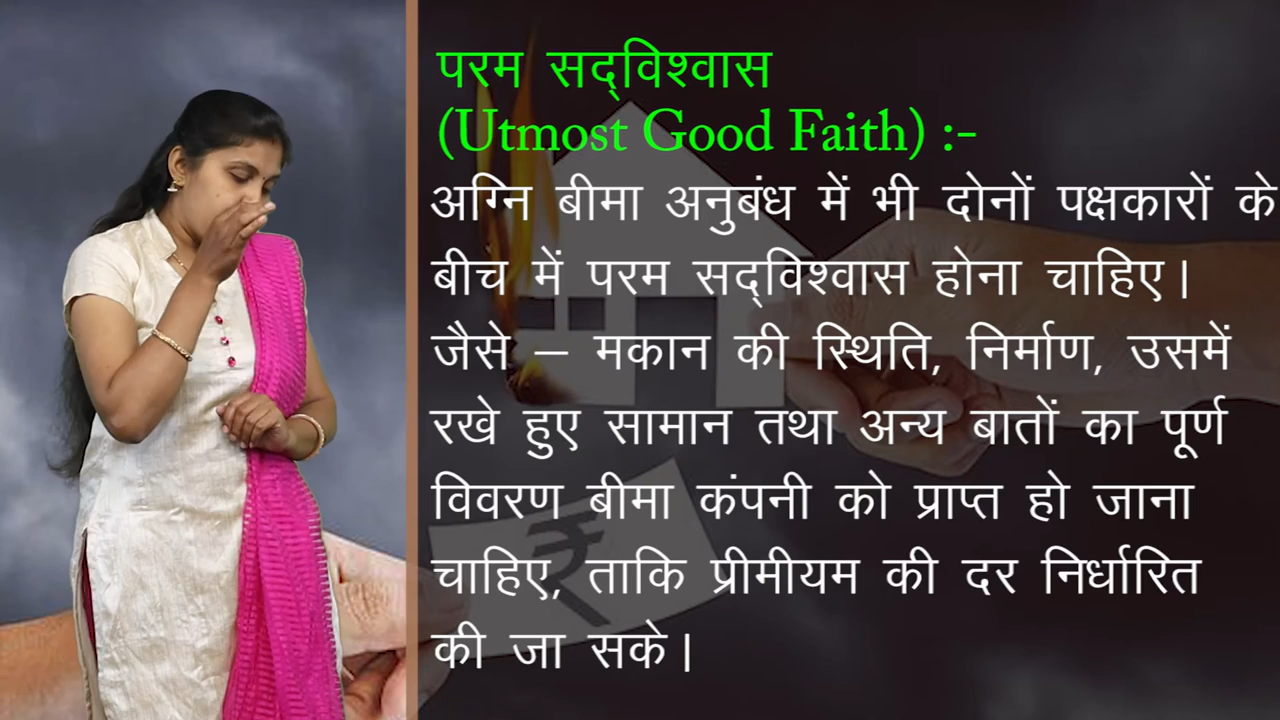 परम सद्विश्वास
(Utmost Good Faith) :-
अग्नि बीमा अनुबंध में भी दोनों पक्षकारों के
बीच में परम सद्विश्वास होना चाहिए।
जैसे – मकान की स्थिति, निर्माण, उसमें
रखे हुए सामान तथा अन्य बातों का पूर्ण
विवरण बीमा कंपनी को प्राप्त हो जाना
चाहिए, ताकि प्रीमीयम की दर निर्धारित
की जा सके।
₹